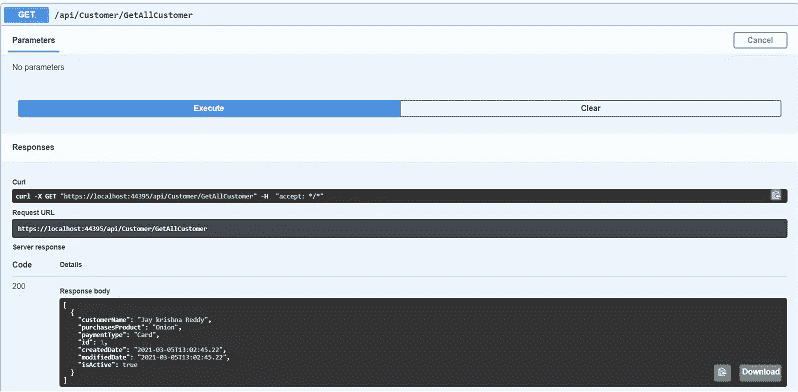 GET /api/Customer/GetAllCustomer
Parameters
Cancel
No parameters
Execute
Clear
Responses
Curl
curl -X GET "https://localhost:44395/api/Customer/GetAllCustomer" -H "accept: */*"
Request URL
https://localhost:44395/api/Customer/GetAllCustomer
Server response
Code Details
200
Response body
[
{
"customerName": "Jay krishna Reddy",
"purchasesProduct": "Onion",
"paymentType": "Card",
"id": 1,
"createdDate": "2021-03-05T13:02:45.22",
"modifiedDate": "2021-03-05T13:02:45.22",
"isActive": true
}
]
Download